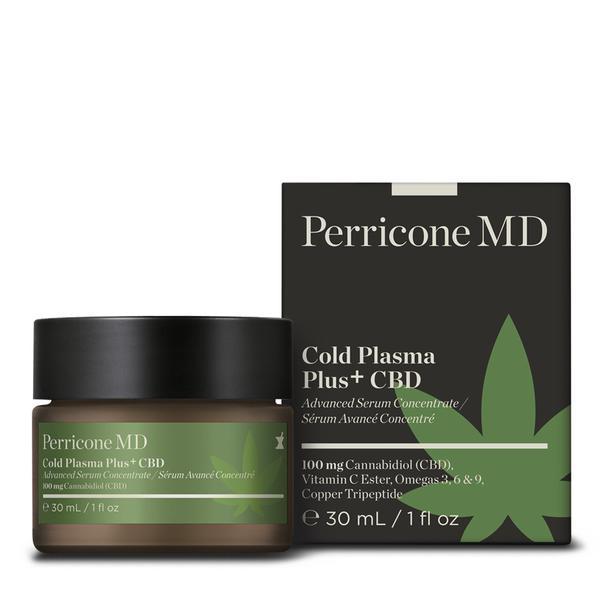 Perricone MD
Cold Plasma
Plus+ CBD
Advanced Serum Concentrate /
Sérum Avancé Concentré
100 mg Cannabidiol (CBD),
Vitamin C Ester, Omegas 3, 6 & 9,
Copper Tripeptide
℮ 30 mL / 1 fl oz
Perricone MD
Cold Plasma Plus+ CBD
Advanced Serum Concentrate / Sérum Avancé Concentré
100 mg Cannabidiol (CBD)
℮ 30 mL / 1 fl oz